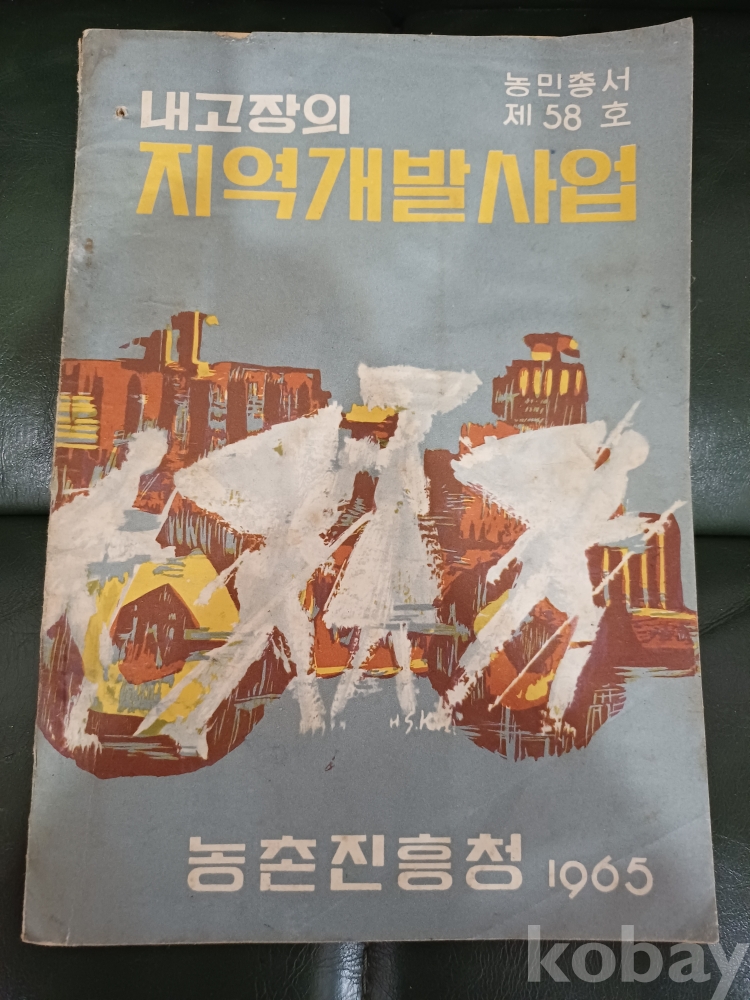 농민총서
제 58 호
내고장의
지역개발사업
농촌진흥청 1965
kobay